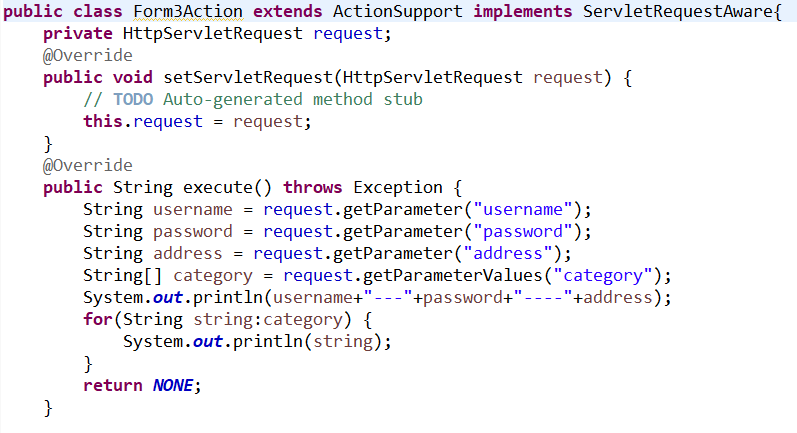 public class Form3Action extends ActionSupport implements ServletRequestAware{
    private HttpServletRequest request;
    @Override
    public void setServletRequest(HttpServletRequest request) {
        // TODO Auto-generated method stub
        this.request = request;
    }
    @Override
    public String execute() throws Exception {
        String username = request.getParameter("username");
        String password = request.getParameter("password");
        String address = request.getParameter("address");
        String[] category = request.getParameterValues("category");
        System.out.println(username+"---"+password+"----"+address);
        for(String string:category) {
            System.out.println(string);
        }
        return NONE;
    }